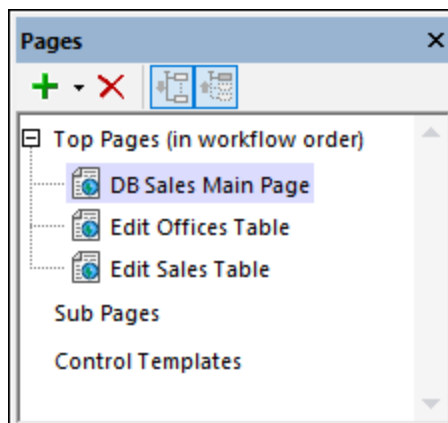 Pages
Top Pages (in workflow order)
DB Sales Main Page
Edit Offices Table
Edit Sales Table
Sub Pages
Control Templates